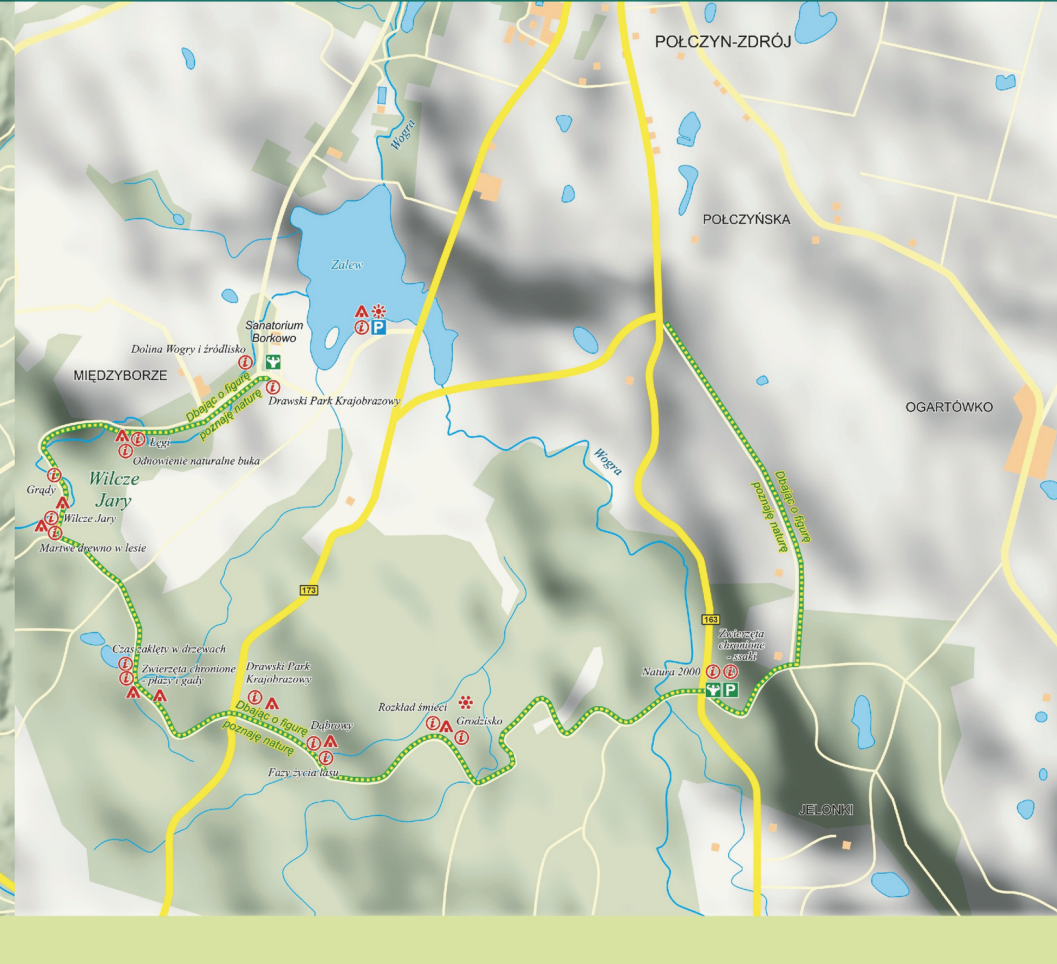 POŁCZYN-ZDRÓJ
Wogra
POŁCZYŃSKA
Zalew
P
Sanatorium
Borkowo
Dolina Wogry i źródlisko
MIĘDZYBORZE
Dbając o figurę
poznaję naturę
Drawski Park Krajobrazowy
OGARTÓWKO
Łęgi
Odnowienie naturalne buka
Wogra
Wilcze
Jary
Grądy
Dbając o figurę
poznaję naturę
Wilcze Jary
Martwe drewno w lesie
173
163
Zwierzęta
chronione
- ssaki
Czas zaklęty w drzewach
Zwierzęta chronione
- płazy i gady
Drawski Park
Krajobrazowy
Natura 2000
P
Rozkład śmieci
Grodzisko
Dbając o figurę
poznaję naturę
Dąbrowy
Fazy życia lasu
JELONKI